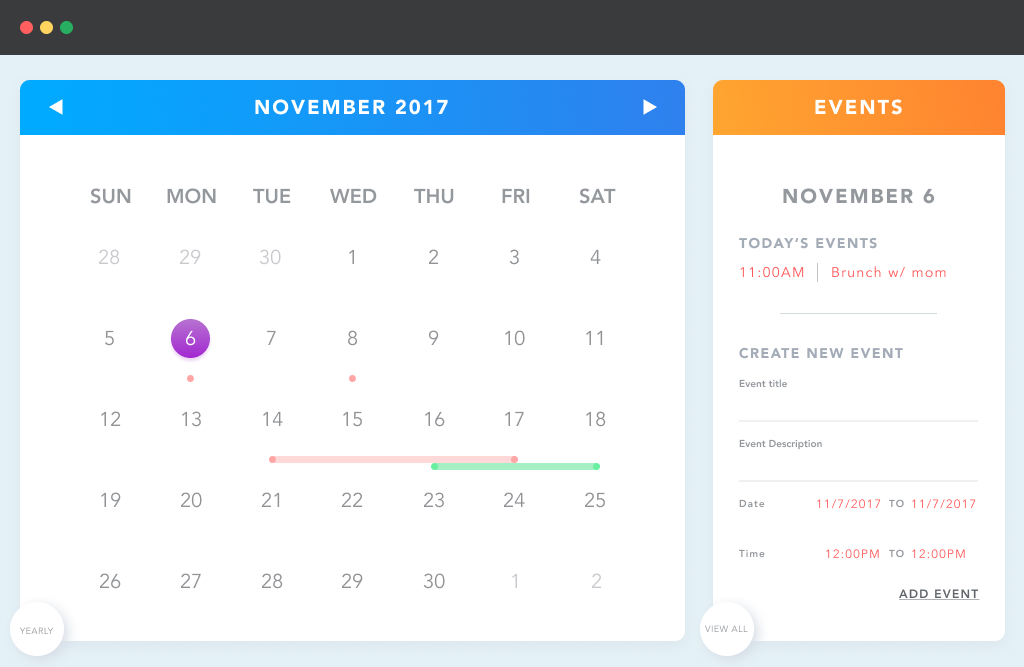 NOVEMBER 2017
SUN MON TUE WED THU FRI SAT
28 29 30 1 2 3 4
5 6 7 8 9 10 11
12 13 14 15 16 17 18
19 20 21 22 23 24 25
26 27 28 29 30 1 2
YEARLY
EVENTS
NOVEMBER 6
TODAY'S EVENTS
11:00AM Brunch w/ mom
CREATE NEW EVENT
Event title
Event Description
Date 11/7/2017 TO 11/7/2017
Time 12:00PM TO 12:00PM
ADD EVENT
VIEW ALL